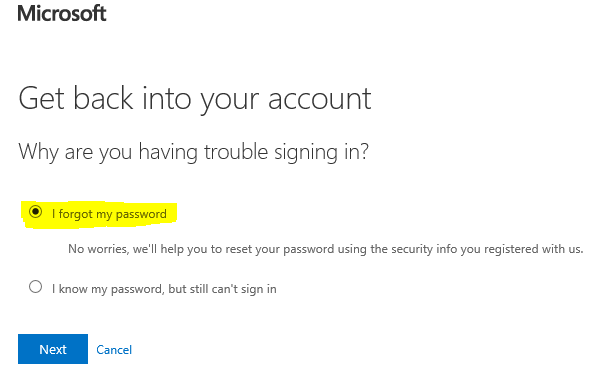 Microsoft
Get back into your account
Why are you having trouble signing in?
I forgot my password
No worries, we'll help you to reset your password using the security info you registered with us.
I know my password, but still can't sign in
Next Cancel